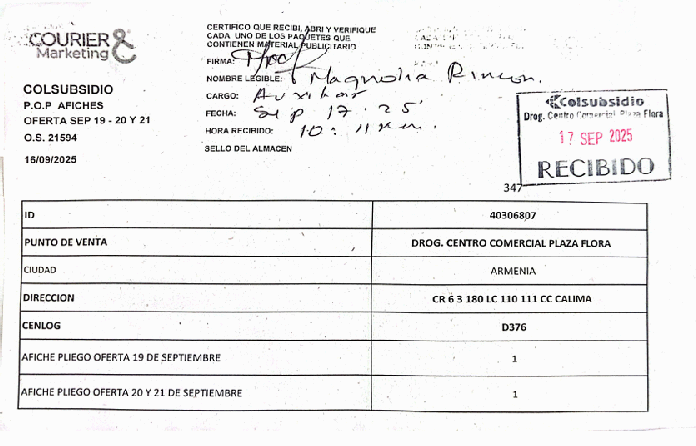 COURIER & Marketing
COLSUBSIDIO
P.O.P AFICHES
OFERTA SEP 19 - 20 Y 21
O.S. 21594
16/09/2025
CERTIFICO QUE RECIBI, ABRI Y VERIFIQUE
CADA UNO DE LOS PAQUETES QUE
CONTIENEN MATERIAL PUBLICITARIO
FIRMA:
NOMBRE LEGIBLE: Magnolia Rincon.
CARGO: Auxiliar
FECHA: Sep 17. 25'
HORA RECIBIDO: 10:11
SELLO DEL ALMACEN
Colsubsidio
Drog. Centro Comercial Plaza Flora
17 SEP 2025
RECIBIDO
347
ID 40306807
PUNTO DE VENTA DROG. CENTRO COMERCIAL PLAZA FLORA
CIUDAD ARMENIA
DIRECCION CR 6 3 180 LC 110 111 CC CALIMA
CENLOG D376
AFICHE PLIEGO OFERTA 19 DE SEPTIEMBRE 1
AFICHE PLIEGO OFERTA 20 Y 21 DE SEPTIEMBRE 1